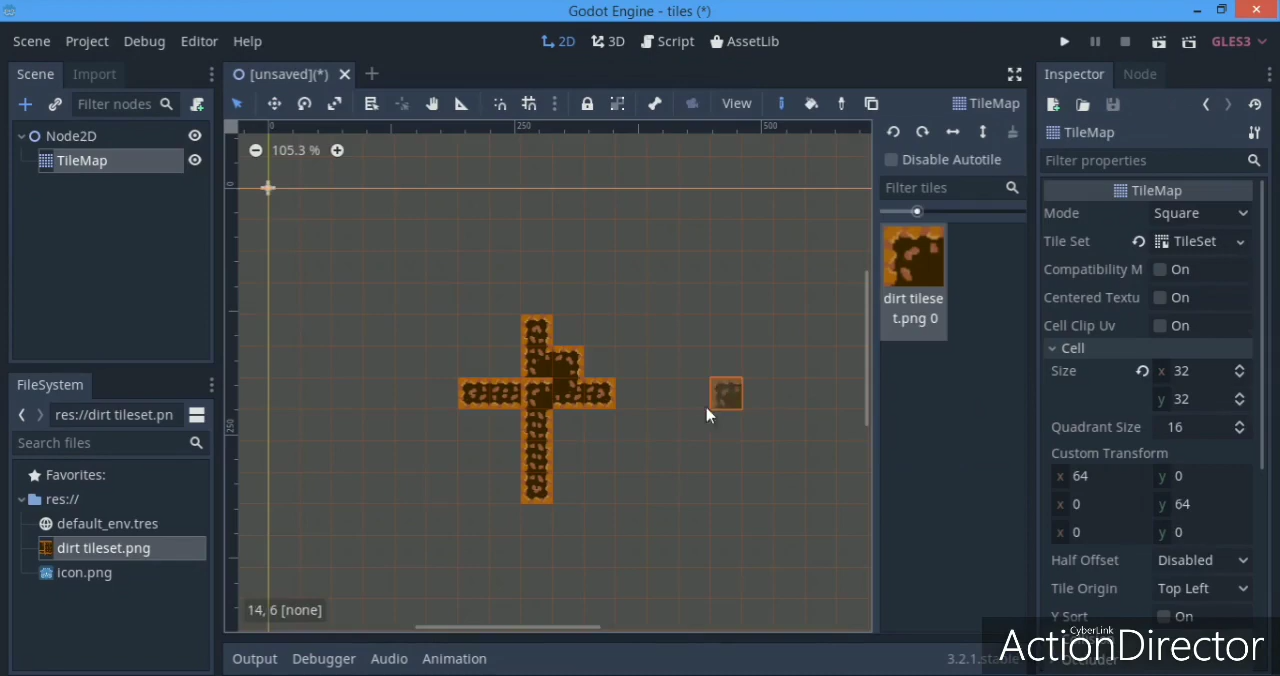 Godot Engine - tiles (*)
Scene Project Debug Editor Help
2D 3D Script AssetLib
GLES3
Scene Import
[unsaved](*)
Inspector Node
Filter nodes
View
TileMap
Node2D
TileMap
0 250 500
0
250
105.3 %
Disable Autotile
Filter tiles
dirt tilese
t.png 0
14, 6 [none]
TileMap
Filter properties
TileMap
Mode Square
Tile Set TileSet
Compatibility M On
Centered Textu On
Cell Clip Uv On
Cell
Size x 32
y 32
Quadrant Size 16
Custom Transform
x 64 y 0
x 0 y 64
x 0 y 0
Half Offset Disabled
Tile Origin Top Left
Y Sort On
FileSystem
res://dirt tileset.pn
Search files
Favorites:
res://
default_env.tres
dirt tileset.png
icon.png
Output Debugger Audio Animation
3.2.1.stable
CyberLink
ActionDirector